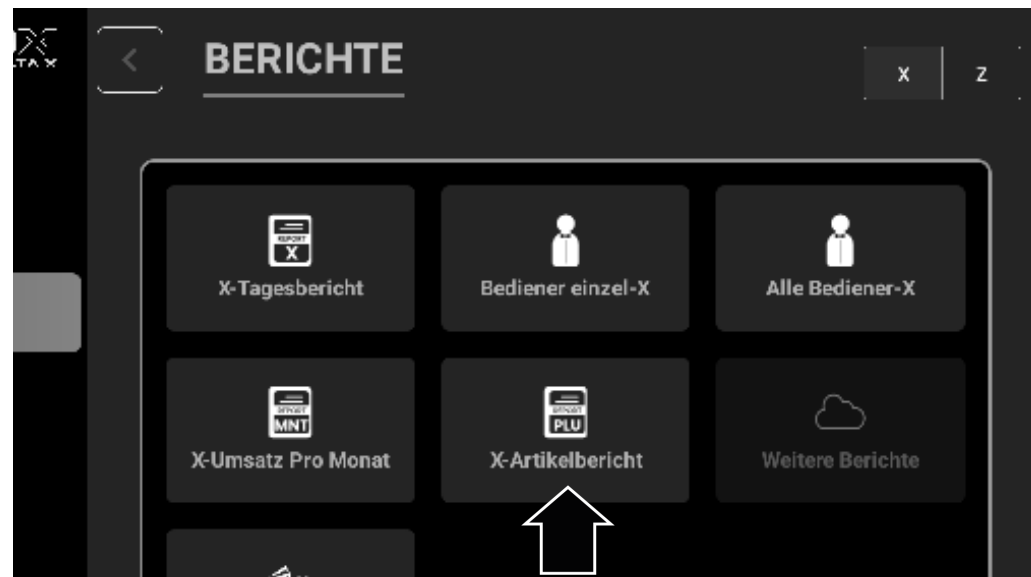 BERICHTE
X Z
REPORT
X
X-Tagesbericht
Bediener einzel-X
Alle Bediener-X
REPORT
MNT
X-Umsatz Pro Monat
REPORT
PLU
X-Artikelbericht
Weitere Berichte